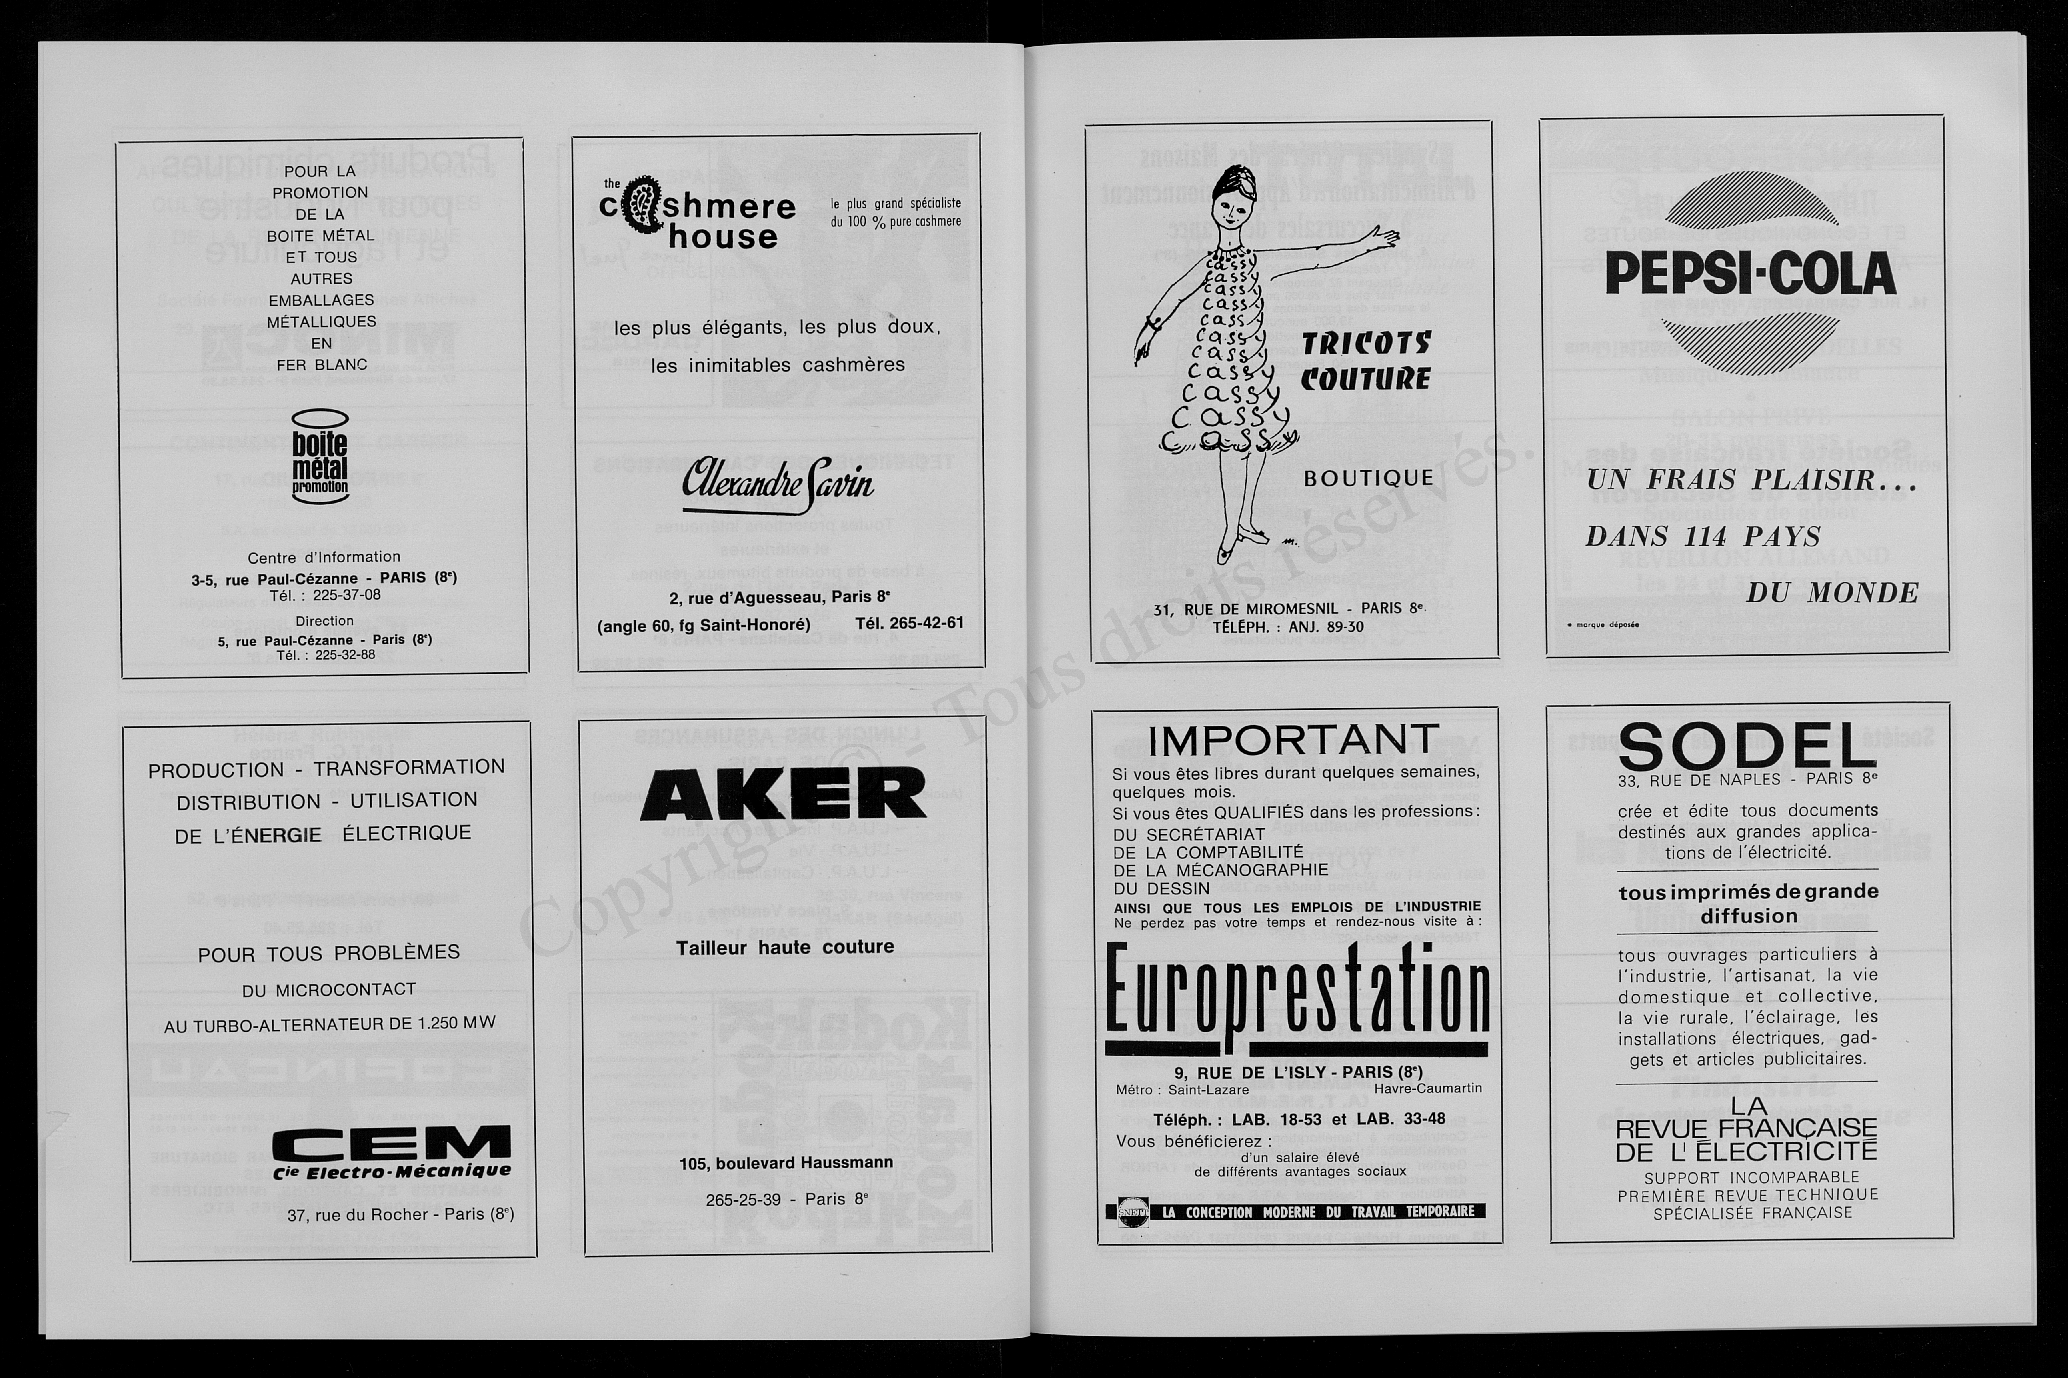 POUR LA
PROMOTION
DE LA
BOITE MÉTAL
ET TOUS
AUTRES
EMBALLAGES
MÉTALLIQUES
EN
FER BLANC
boite
métal
promotion
Centre d'Information
3-5, rue Paul-Cézanne - PARIS (8e)
Tél. : 225-37-08
Direction
5, rue Paul-Cézanne - Paris (8e)
Tél. : 225-32-88
the
cashmere
house
le plus grand spécialiste
du 100 % pure cashmere
les plus élégants, les plus doux,
les inimitables cashmères
Alexandre Savin
2, rue d'Aguesseau, Paris 8e
(angle 60, fg Saint-Honoré) Tél. 265-42-61
PRODUCTION - TRANSFORMATION
DISTRIBUTION - UTILISATION
DE L'ÉNERGIE ÉLECTRIQUE
POUR TOUS PROBLÈMES
DU MICROCONTACT
AU TURBO-ALTERNATEUR DE 1.250 MW
CEM
Cie Electro-Mécanique
37, rue du Rocher - Paris (8e)
AKER
Tailleur haute couture
105, boulevard Haussmann
265-25-39 - Paris 8e
cassy
cassy
cassy
cassy
cassy
cassy
cassy
cassy
cassy
cassy
cassy
TRICOTS
COUTURE
BOUTIQUE
m.
31, RUE DE MIROMESNIL - PARIS 8e.
TÉLÉPH. : ANJ. 89-30
PEPSI-COLA
UN FRAIS PLAISIR...
DANS 114 PAYS
DU MONDE
* marque déposée
IMPORTANT
Si vous êtes libres durant quelques semaines,
quelques mois.
Si vous êtes QUALIFIÉS dans les professions :
DU SECRÉTARIAT
DE LA COMPTABILITÉ
DE LA MÉCANOGRAPHIE
DU DESSIN
AINSI QUE TOUS LES EMPLOIS DE L'INDUSTRIE
Ne perdez pas votre temps et rendez-nous visite à :
Europrestation
9, RUE DE L'ISLY - PARIS (8e)
Métro : Saint-Lazare Havre-Caumartin
Téléph. : LAB. 18-53 et LAB. 33-48
Vous bénéficierez :
d'un salaire élevé
de différents avantages sociaux
SNETT LA CONCEPTION MODERNE DU TRAVAIL TEMPORAIRE
SODEL
33, RUE DE NAPLES - PARIS 8e
crée et édite tous documents
destinés aux grandes applica-
tions de l'électricité.
tous imprimés de grande
diffusion
tous ouvrages particuliers à
l'industrie, l'artisanat, la vie
domestique et collective,
la vie rurale, l'éclairage, les
installations électriques, gad-
gets et articles publicitaires.
LA
REVUE FRANÇAISE
DE L'ÉLECTRICITÉ
SUPPORT INCOMPARABLE
PREMIÈRE REVUE TECHNIQUE
SPÉCIALISÉE FRANÇAISE
Copyright © - Tous droits réservés.